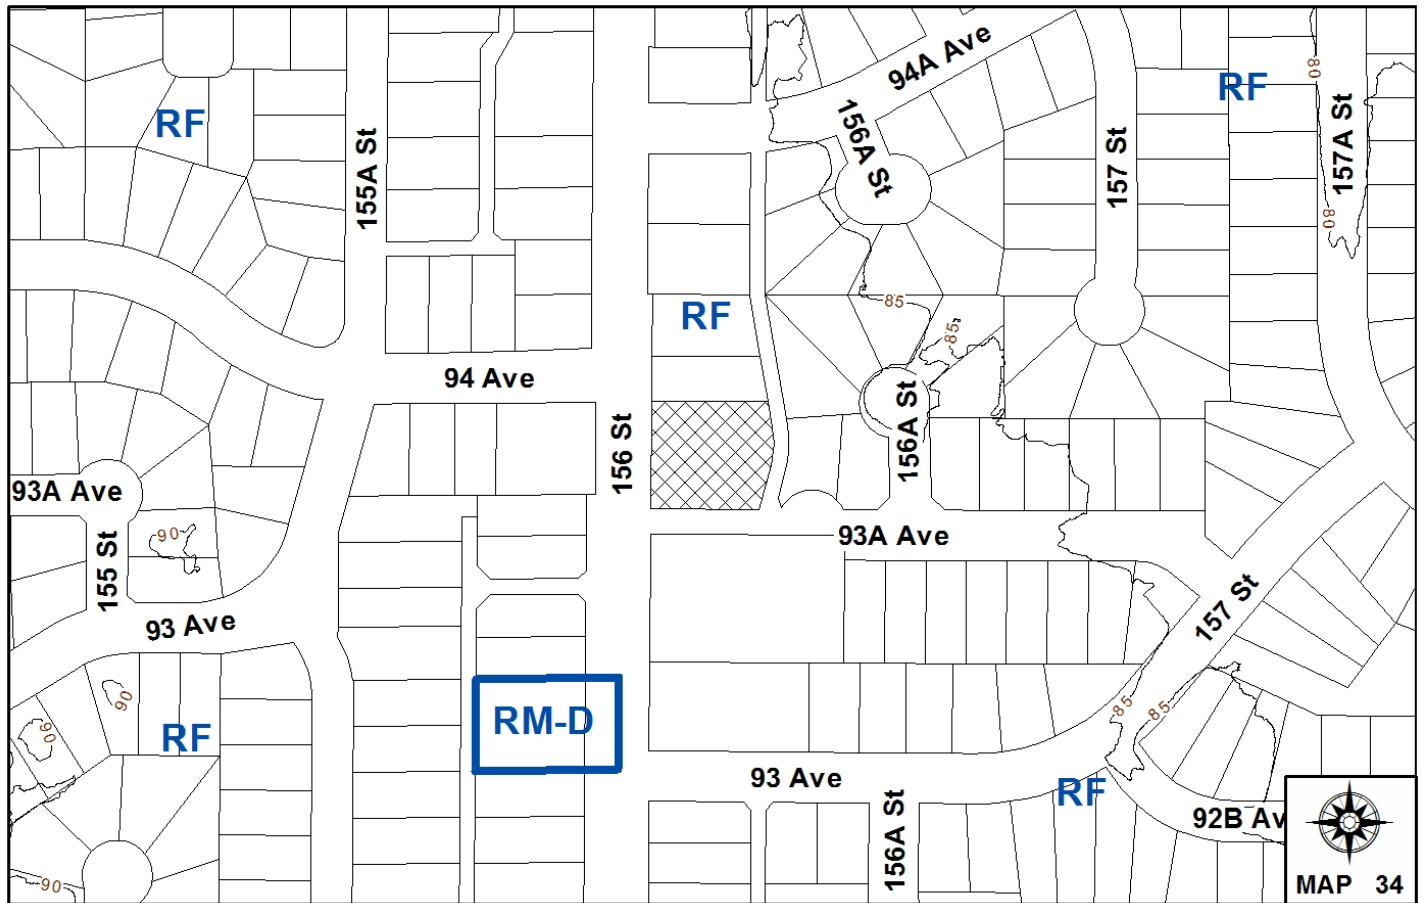 94A Ave
80
RF
RF
155A St
156A St
157 St
157A St
80
85
RF
85
94 Ave
156A St
156 St
93A Ave
90
93A Ave
155 St
157 St
93 Ave
90
85
85
RF
90
RM-D
93 Ave
RF
92B Av
156A St
90
MAP 34